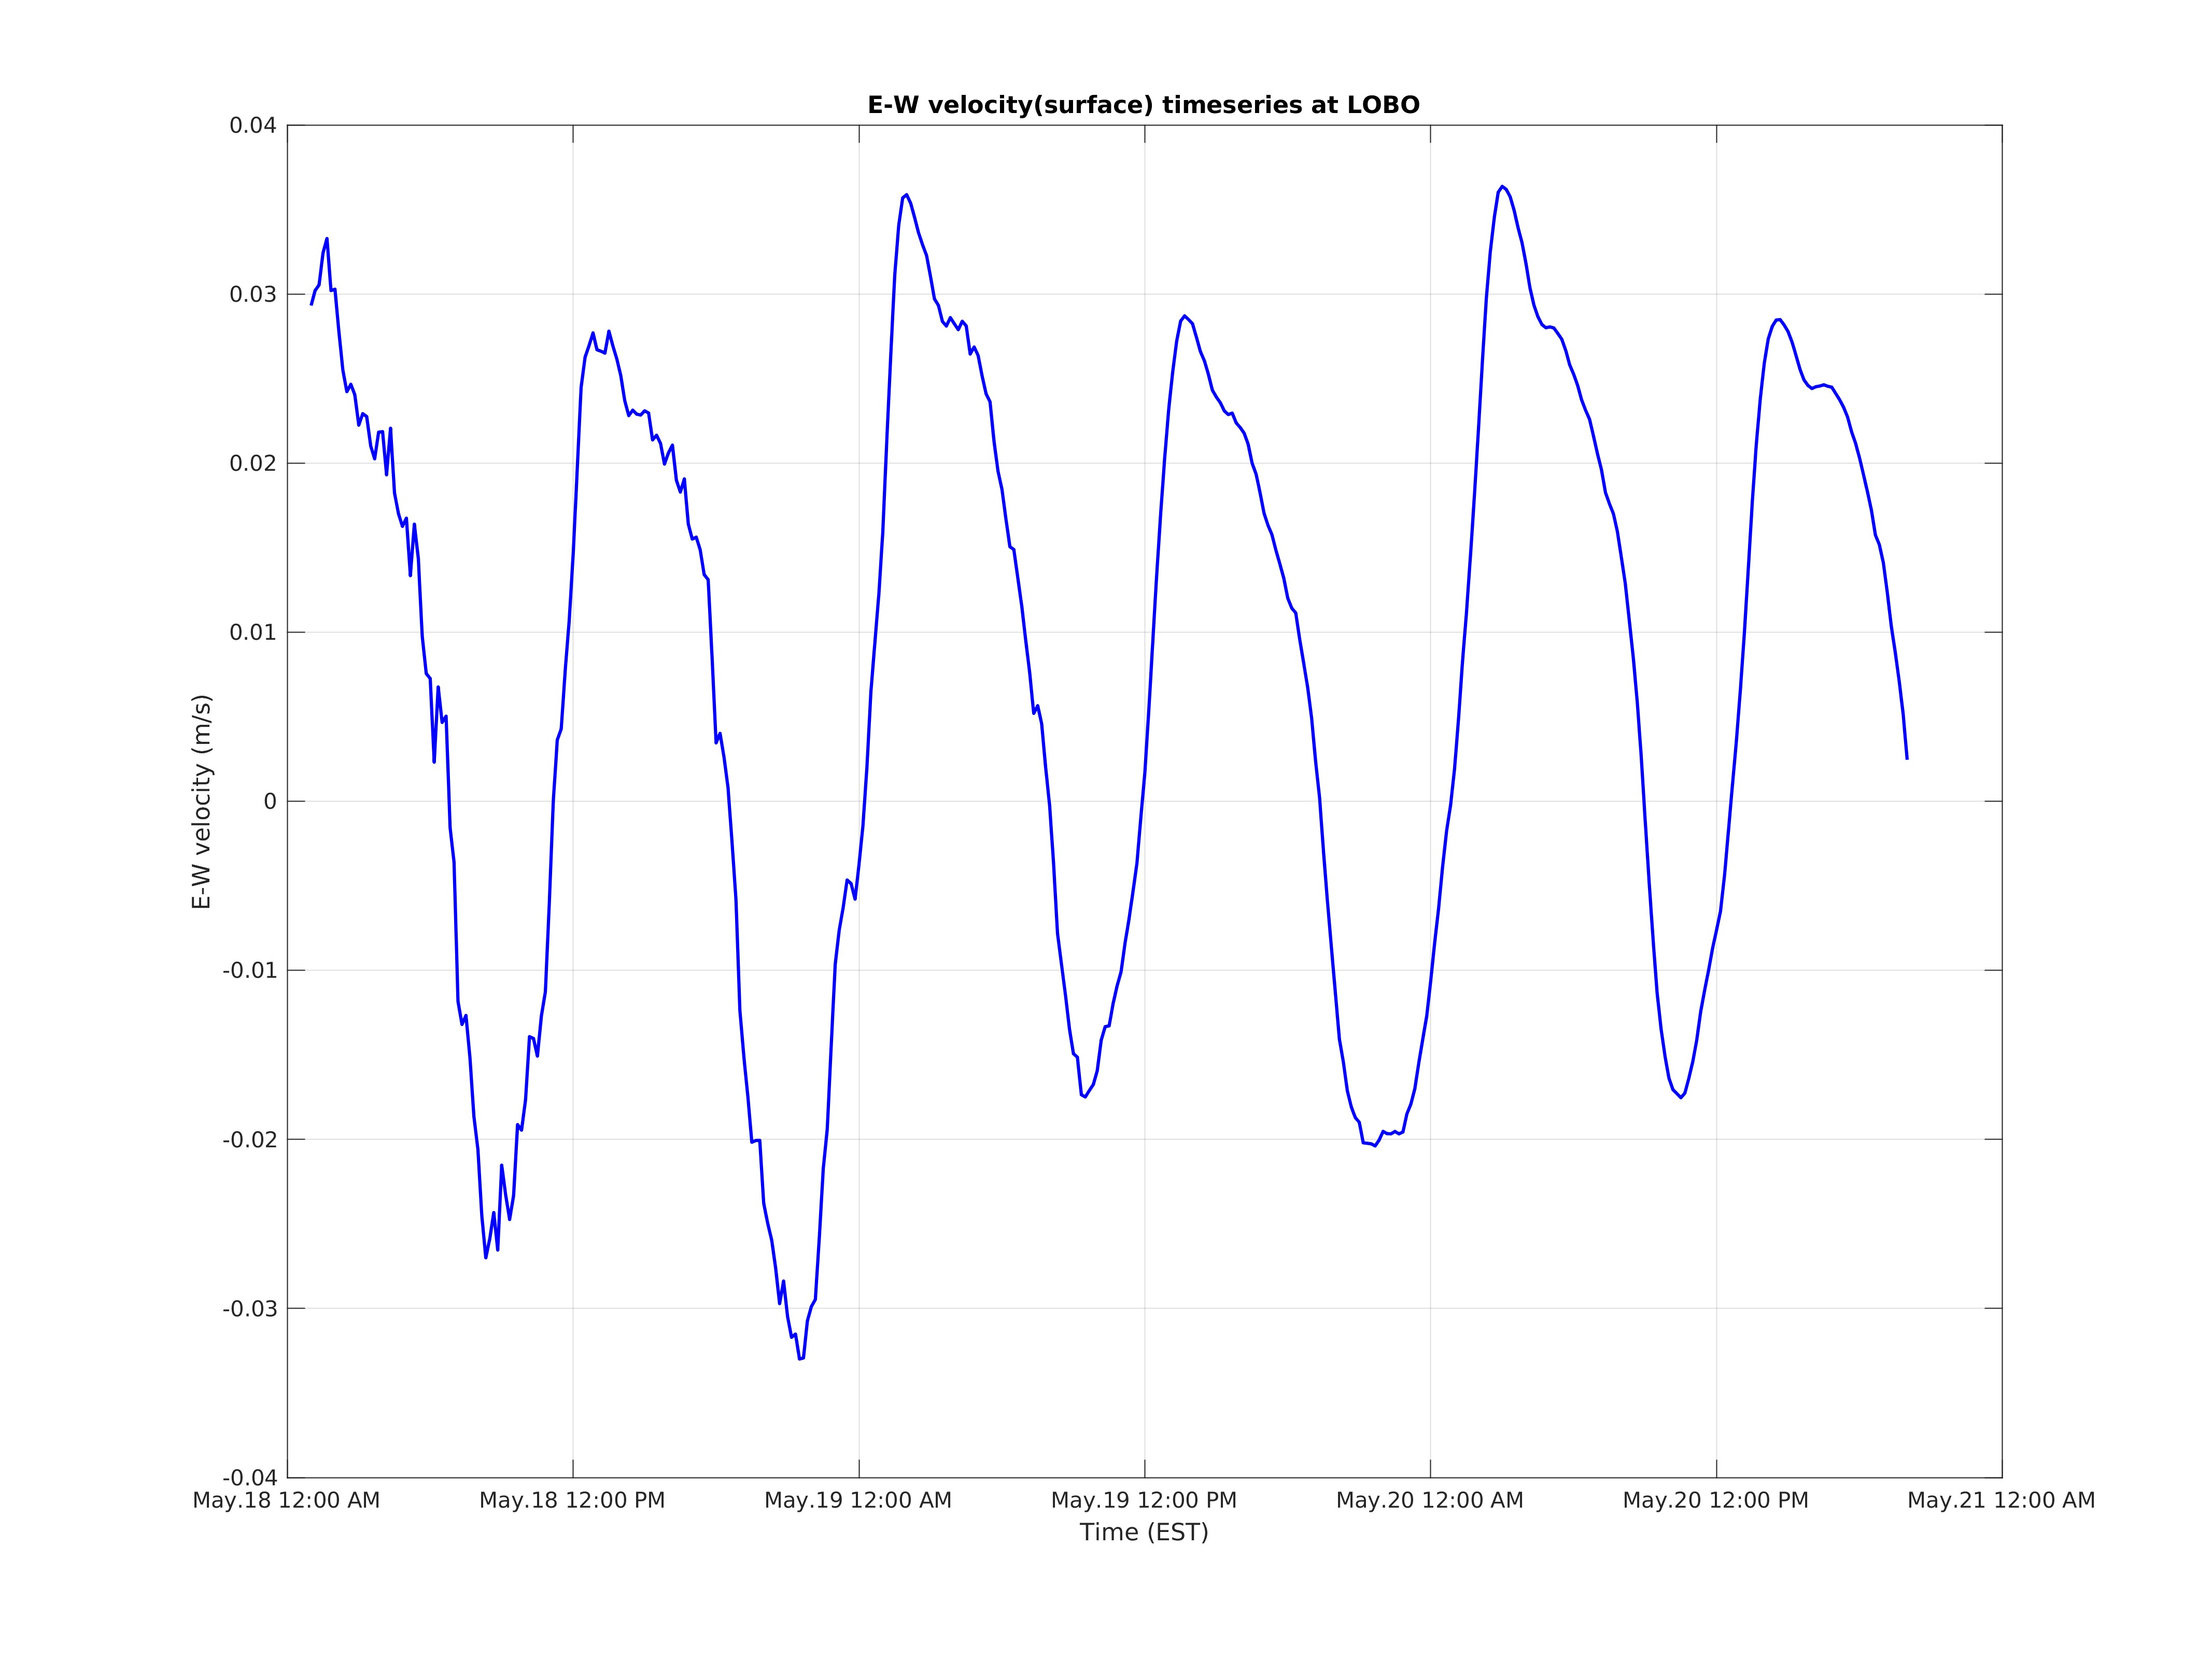 E-W velocity(surface) timeseries at LOBO
0.04
0.03
0.02
0.01
0
-0.01
-0.02
-0.03
-0.04
E-W velocity (m/s)
May.18 12:00 AM May.18 12:00 PM May.19 12:00 AM May.19 12:00 PM May.20 12:00 AM May.20 12:00 PM May.21 12:00 AM
Time (EST)